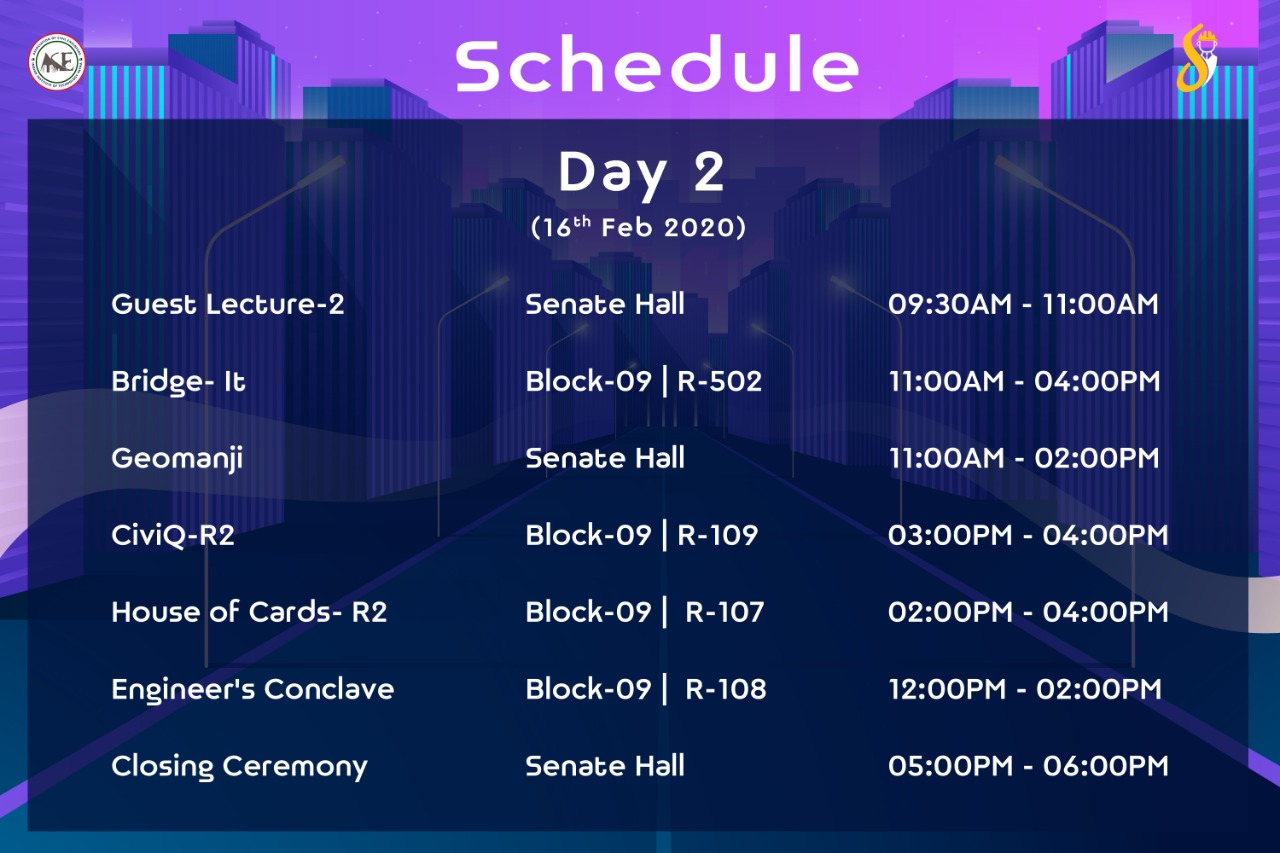 Schedule
Day 2
(16th Feb 2020)
Guest Lecture-2 Senate Hall 09:30AM - 11:00AM
Bridge- It Block-09 | R-502 11:00AM - 04:00PM
Geomanji Senate Hall 11:00AM - 02:00PM
CiviQ-R2 Block-09 | R-109 03:00PM - 04:00PM
House of Cards- R2 Block-09 | R-107 02:00PM - 04:00PM
Engineer's Conclave Block-09 | R-108 12:00PM - 02:00PM
Closing Ceremony Senate Hall 05:00PM - 06:00PM